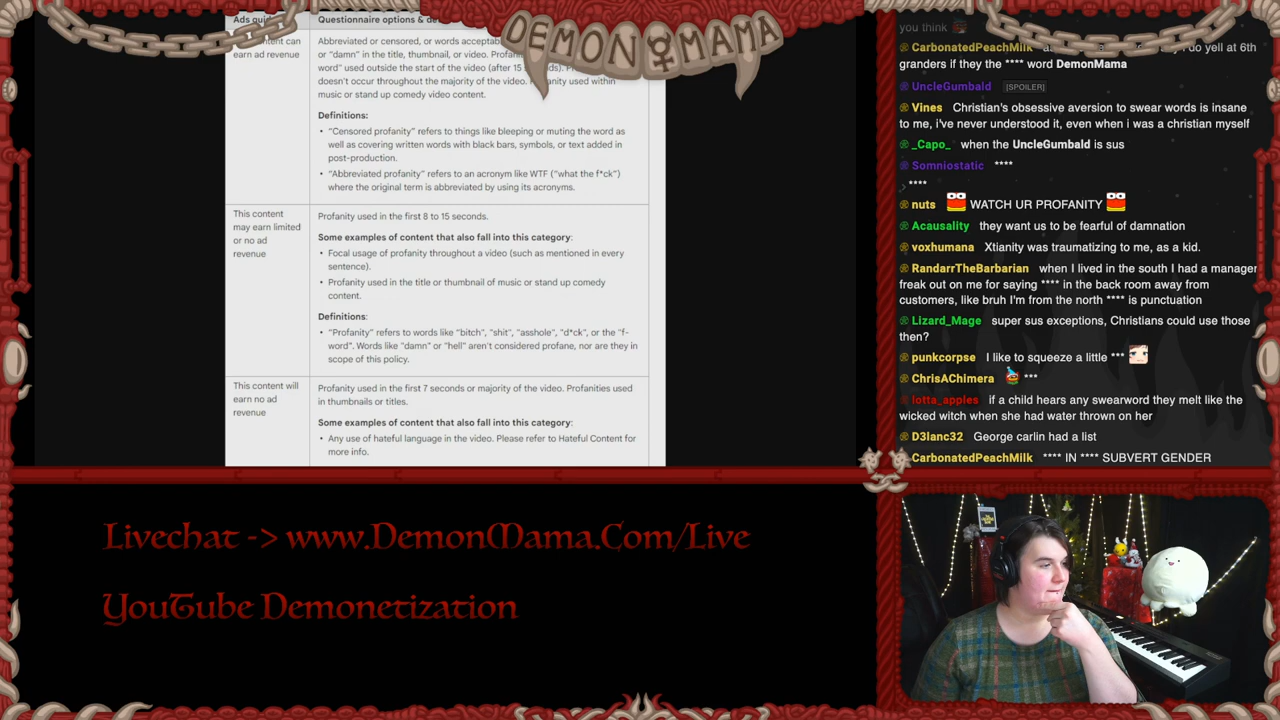 DEMON MAMA
Questionnaire options &
can
earn ad revenue
Abbreviated or censored, or words
or "damn" in the title, thumbnail, or video.
word" used outside the start of the video (after 15
doesn't occur throughout the majority of the video. used within
music or stand up comedy video content.
Definitions:
• "Censored profanity" refers to things like bleeping or muting the word as
well as covering written words with black bars, symbols, or text added in
post-production.
• "Abbreviated profanity" refers to an acronym like WTF ("what the f*ck")
where the original term is abbreviated by using its acronyms.
This content
may earn limited
or no ad
revenue
Profanity used in the first 8 to 15 seconds.
Some examples of content that also fall into this category:
• Focal usage of profanity throughout a video (such as mentioned in every
sentence).
• Profanity used in the title or thumbnail of music or stand up comedy
content.
Definitions:
• "Profanity" refers to words like "bitch", "shit", "asshole", "d*ck", or the "f-
word". Words like "damn" or "hell" aren't considered profane, nor are they in
scope of this policy.
This content will
earn no ad
revenue
Profanity used in the first 7 seconds or majority of the video. Profanities used
in thumbnails or titles.
Some examples of content that also fall into this category:
• Any use of hateful language in the video. Please refer to Hateful Content for
more info.
you think
CarbonatedPeachMilk do yell at 6th
granders if they the **** word DemonMama
UncleGumbald [SPOILER]
Vines Christian's obsessive aversion to swear words is insane
to me, i've never understood it, even when i was a christian myself
_Capo_ when the UncleGumbald is sus
Somniostatic ****
****
nuts WATCH UR PROFANITY
Acausality they want us to be fearful of damnation
voxhumana Xtianity was traumatizing to me, as a kid.
RandarrTheBarbarian when I lived in the south I had a manager
freak out on me for saying **** in the back room away from
customers, like bruh I'm from the north **** is punctuation
Lizard_Mage super sus exceptions, Christians could use those
then?
punkcorpse I like to squeeze a little ***
ChrisAChimera ***
lotta_apples if a child hears any swearword they melt like the
wicked witch when she had water thrown on her
D3lanc32 George carlin had a list
CarbonatedPeachMilk **** IN **** SUBVERT GENDER
Livechat -> www.DemonMama.Com/Live
YouTube Demonetization